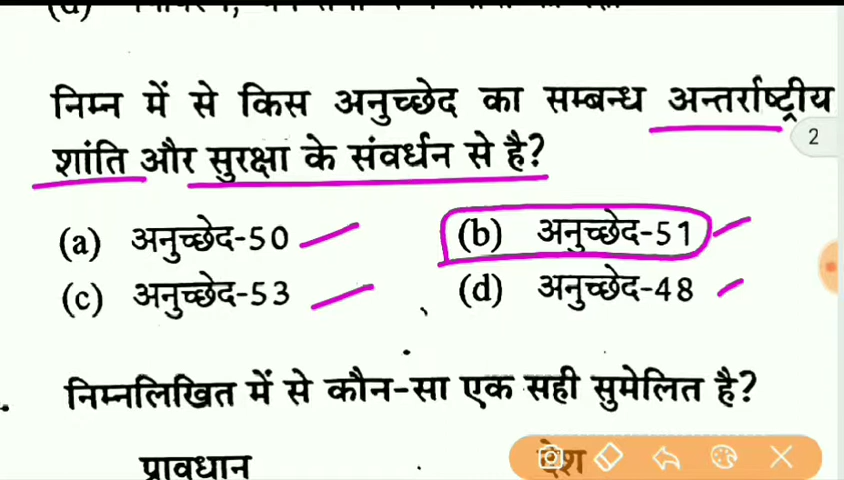 निम्न में से किस अनुच्छेद का सम्बन्ध अन्तर्राष्ट्रीय
शांति और सुरक्षा के संवर्धन से है?
2
(a) अनुच्छेद-50 (b) अनुच्छेद-51
(c) अनुच्छेद-53 (d) अनुच्छेद-48
निम्नलिखित में से कौन-सा एक सही सुमेलित है?
प्रावधान देश